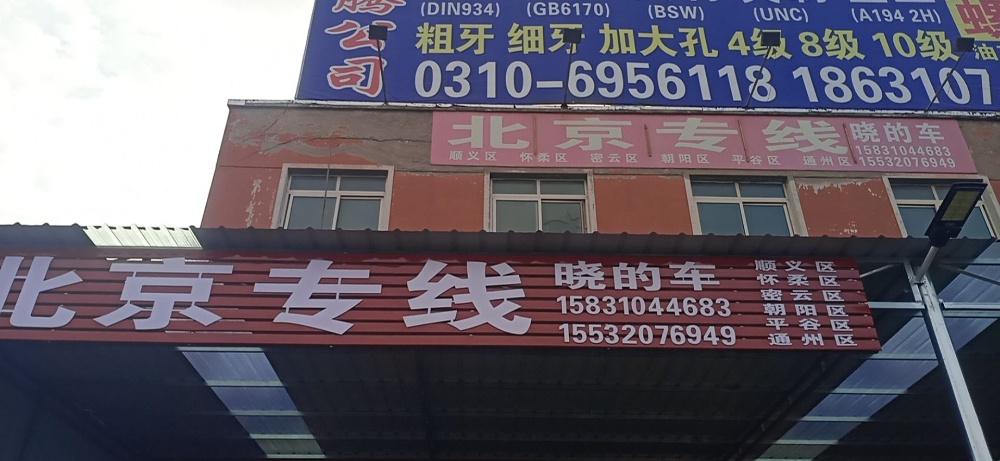 腾公司
(DIN934) (GB6170) (BSW) (UNC) (A194 2H)
粗牙 细牙 加大孔 4级 8级 10级
油
0310-6956118 1863107
北京专线
晓的车
15831044683
15532076949
顺义区 怀柔区 密云区 朝阳区 平谷区 通州区
北京专线
晓的车
15831044683
15532076949
顺义区
怀柔区
密云区
朝阳区
平谷区
通州区